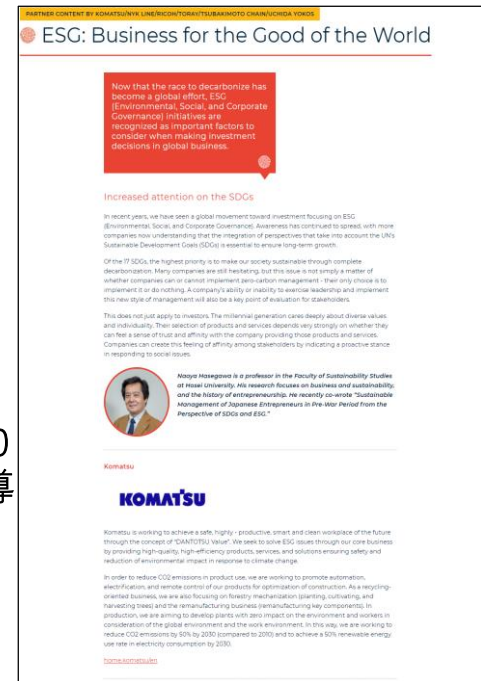 PARTNER CONTENT BY KOMATSU/NYK LINE/RICOH/TORAY/TSUBAKIMOTO CHAIN/UCHIDA YOKOS
ESG: Business for the Good of the World
Now that the race to decarbonize has
become a global effort, ESG
(Environmental, Social, and Corporate
Governance) initiatives are
recognized as important factors to
consider when making investment
decisions in global business.
Increased attention on the SDGs
In recent years, we have seen a global movement toward investment focusing on ESG
(Environmental, Social, and Corporate Governance). Awareness has continued to spread, with more
companies now understanding that the integration of perspectives that take into account the UN's
Sustainable Development Goals (SDGs) is essential to ensure long-term growth.
Of the 17 SDGs, the highest priority is to make our society sustainable through complete
decarbonization. Many companies are still hesitating, but this issue is not simply a matter of
whether companies can or cannot implement zero-carbon management - their only choice is to
implement it or do nothing. A company's ability or inability to exercise leadership and implement
this new style of management will also be a key point of evaluation for stakeholders.
This does not just apply to investors. The millennial generation cares deeply about diverse values
and individuality. Their selection of products and services depends very strongly on whether they
can feel a sense of trust and affinity with the company providing those products and services.
Companies can create this feeling of affinity among stakeholders by indicating a proactive stance
in responding to social issues.
Naoya Hasegawa is a professor in the Faculty of Sustainability Studies
at Hosei University. His research focuses on business and sustainability,
and the history of entrepreneurship. He recently co-wrote "Sustainable
Management of Japanese Entrepreneurs in Pre-War Period from the
Perspective of SDGs and ESG."
0
導
Komatsu
KOMATSU
Komatsu is working to achieve a safe, highly - productive, smart and clean workplace of the future
through the concept of "DANTOTSU Value". We seek to solve ESG issues through our core business
by providing high-quality, high-efficiency products, services, and solutions ensuring safety and
reduction of environmental impact in response to climate change.
In order to reduce CO2 emissions in product use, we are working to promote automation,
electrification, and remote control of our products for optimization of construction. As a recycling-
oriented business, we are also focusing on forestry mechanization (planting, cultivating, and
harvesting trees) and the remanufacturing business (remanufacturing key components). In
production, we are aiming to develop plants with zero impact on the environment and workers in
consideration of the global environment and the work environment. In this way, we are working to
reduce CO2 emissions by 50% by 2030 (compared to 2010) and to achieve a 50% renewable energy
use rate in electricity consumption by 2030.
home.komatsu/en